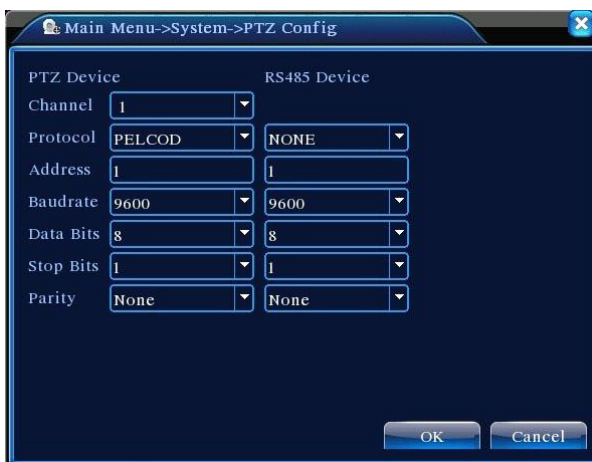 Main Menu->System->PTZ Config
PTZ Device RS485 Device
Channel 1
Protocol PELCOD NONE
Address 1 1
Baudrate 9600 9600
Data Bits 8 8
Stop Bits 1 1
Parity None None
OK Cancel